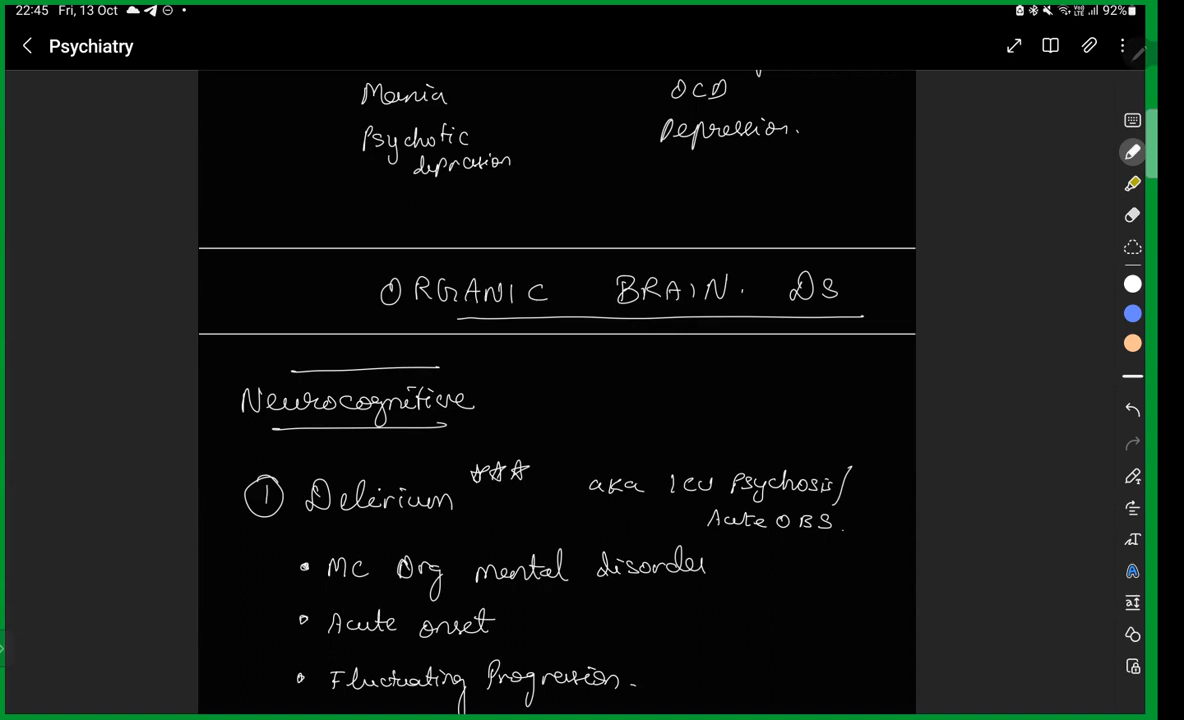 22:45 Fri, 13 Oct
92%
Psychiatry
Mania
OCD
Psychotic
depression
Depression.
ORGANIC BRAIN. DS
Neurocognitive
① Delirium
aka ICU Psychosis/
Acute OBS.
• MC Org mental disorder
• Acute onset
• Fluctuating Progression.